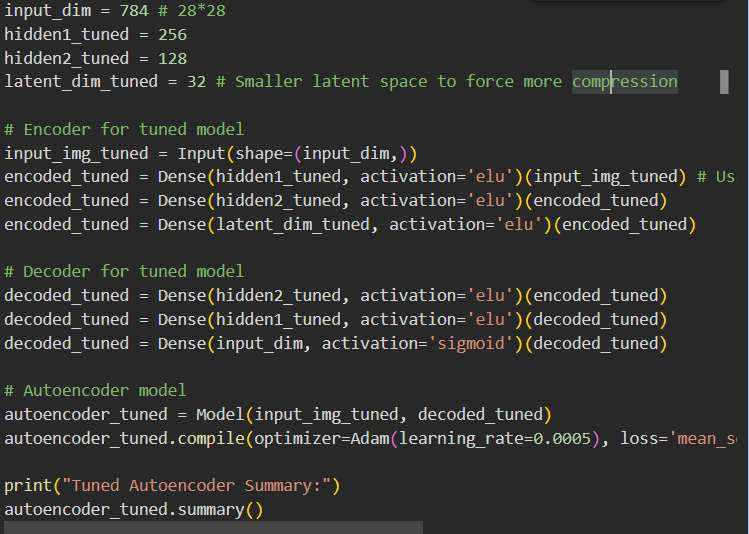 input_dim = 784 # 28*28
hidden1_tuned = 256
hidden2_tuned = 128
latent_dim_tuned = 32 # Smaller latent space to force more compression
# Encoder for tuned model
input_img_tuned = Input(shape=(input_dim,))
encoded_tuned = Dense(hidden1_tuned, activation='elu')(input_img_tuned) # Us
encoded_tuned = Dense(hidden2_tuned, activation='elu')(encoded_tuned)
encoded_tuned = Dense(latent_dim_tuned, activation='elu')(encoded_tuned)
# Decoder for tuned model
decoded_tuned = Dense(hidden2_tuned, activation='elu')(encoded_tuned)
decoded_tuned = Dense(hidden1_tuned, activation='elu')(decoded_tuned)
decoded_tuned = Dense(input_dim, activation='sigmoid')(decoded_tuned)
# Autoencoder model
autoencoder_tuned = Model(input_img_tuned, decoded_tuned)
autoencoder_tuned.compile(optimizer=Adam(learning_rate=0.0005), loss='mean_s
print("Tuned Autoencoder Summary:")
autoencoder_tuned.summary()